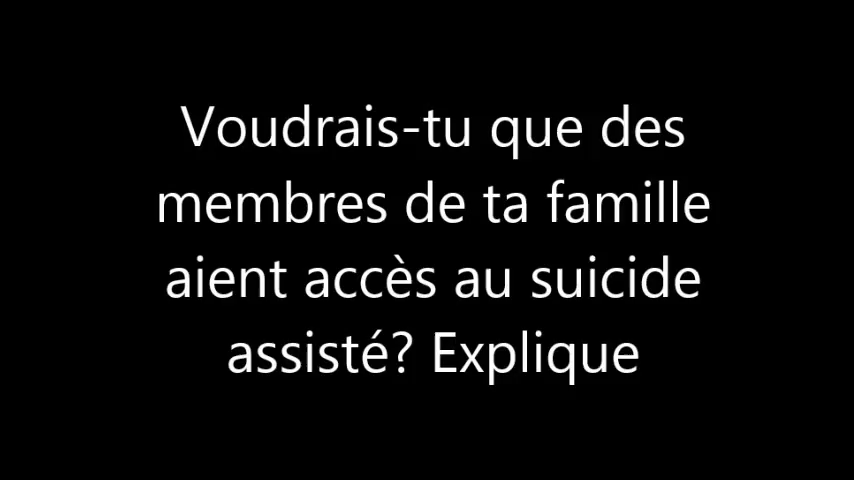 Voudrais-tu que des
membres de ta famille
aient accès au suicide
assisté? Explique